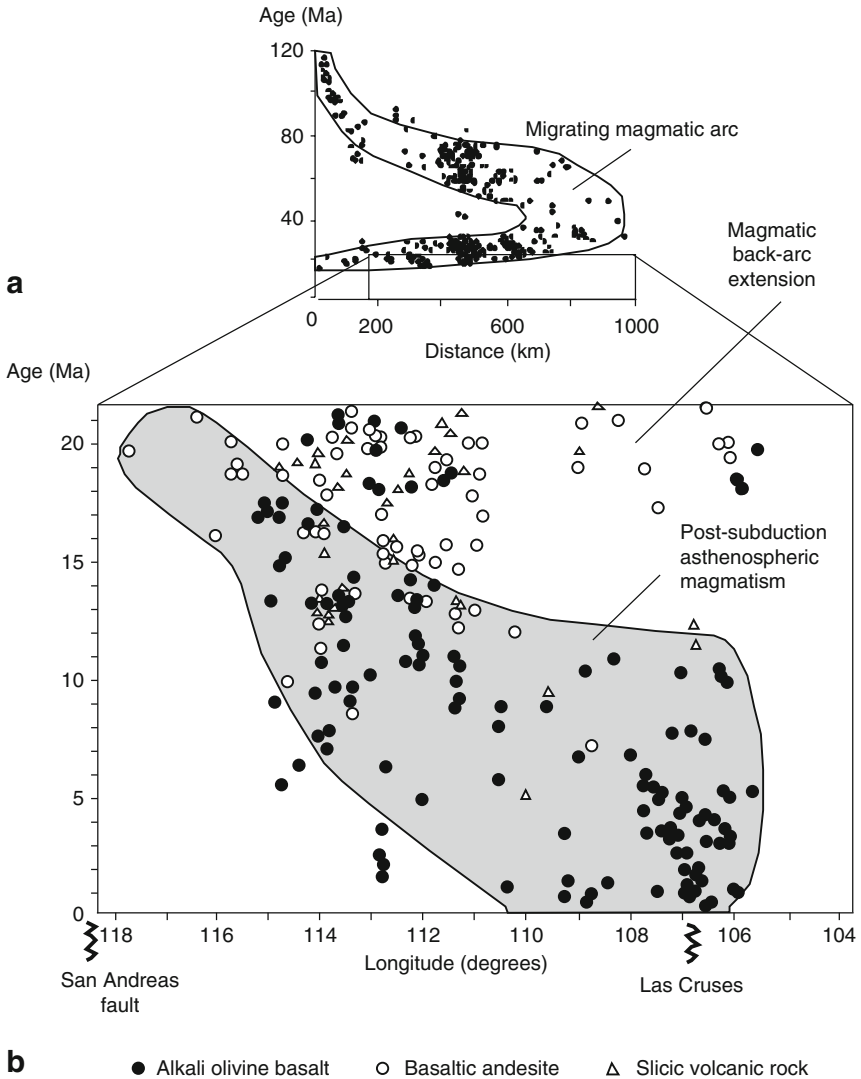 Age (Ma)
120
80
40
Migrating magmatic arc
a
0
200
600
1000
Distance (km)
Magmatic
back-arc
extension
Age (Ma)
20
15
10
5
0
Post-subduction
asthenospheric
magmatism
118
116
114
112
110
108
106
104
Longitude (degrees)
San Andreas
fault
Las Cruses
b
Alkali olivine basalt
Basaltic andesite
Slicic volcanic rock